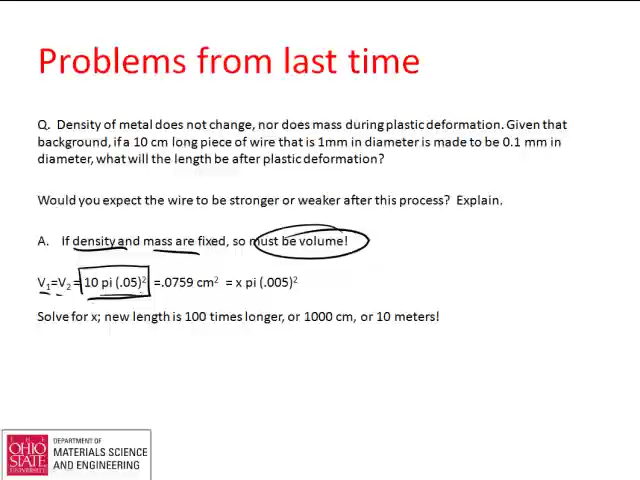 Problems from last time
Q. Density of metal does not change, nor does mass during plastic deformation. Given that
background, if a 10 cm long piece of wire that is 1mm in diameter is made to be 0.1 mm in
diameter, what will the length be after plastic deformation?
Would you expect the wire to be stronger or weaker after this process? Explain.
A. If density and mass are fixed, so must be volume!
V₁=V₂ = 10 pi (.05)² =.0759 cm² = x pi (.005)²
Solve for x; new length is 100 times longer, or 1000 cm, or 10 meters!
THE
OHIO
STATE
UNIVERSITY
DEPARTMENT OF
MATERIALS SCIENCE
AND ENGINEERING